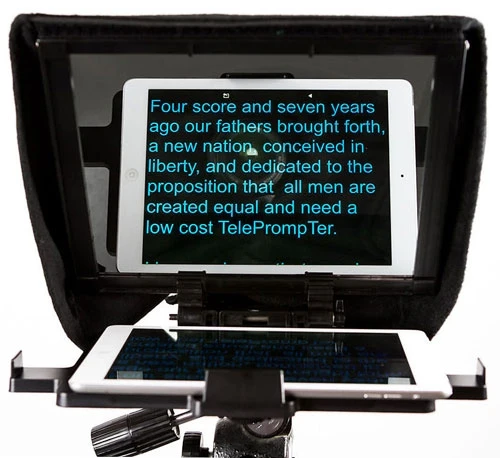 Four score and seven years
ago our fathers brought forth,
a new nation, conceived in
liberty, and dedicated to the
proposition that all men are
created equal and need a
low cost TelePrompTer.